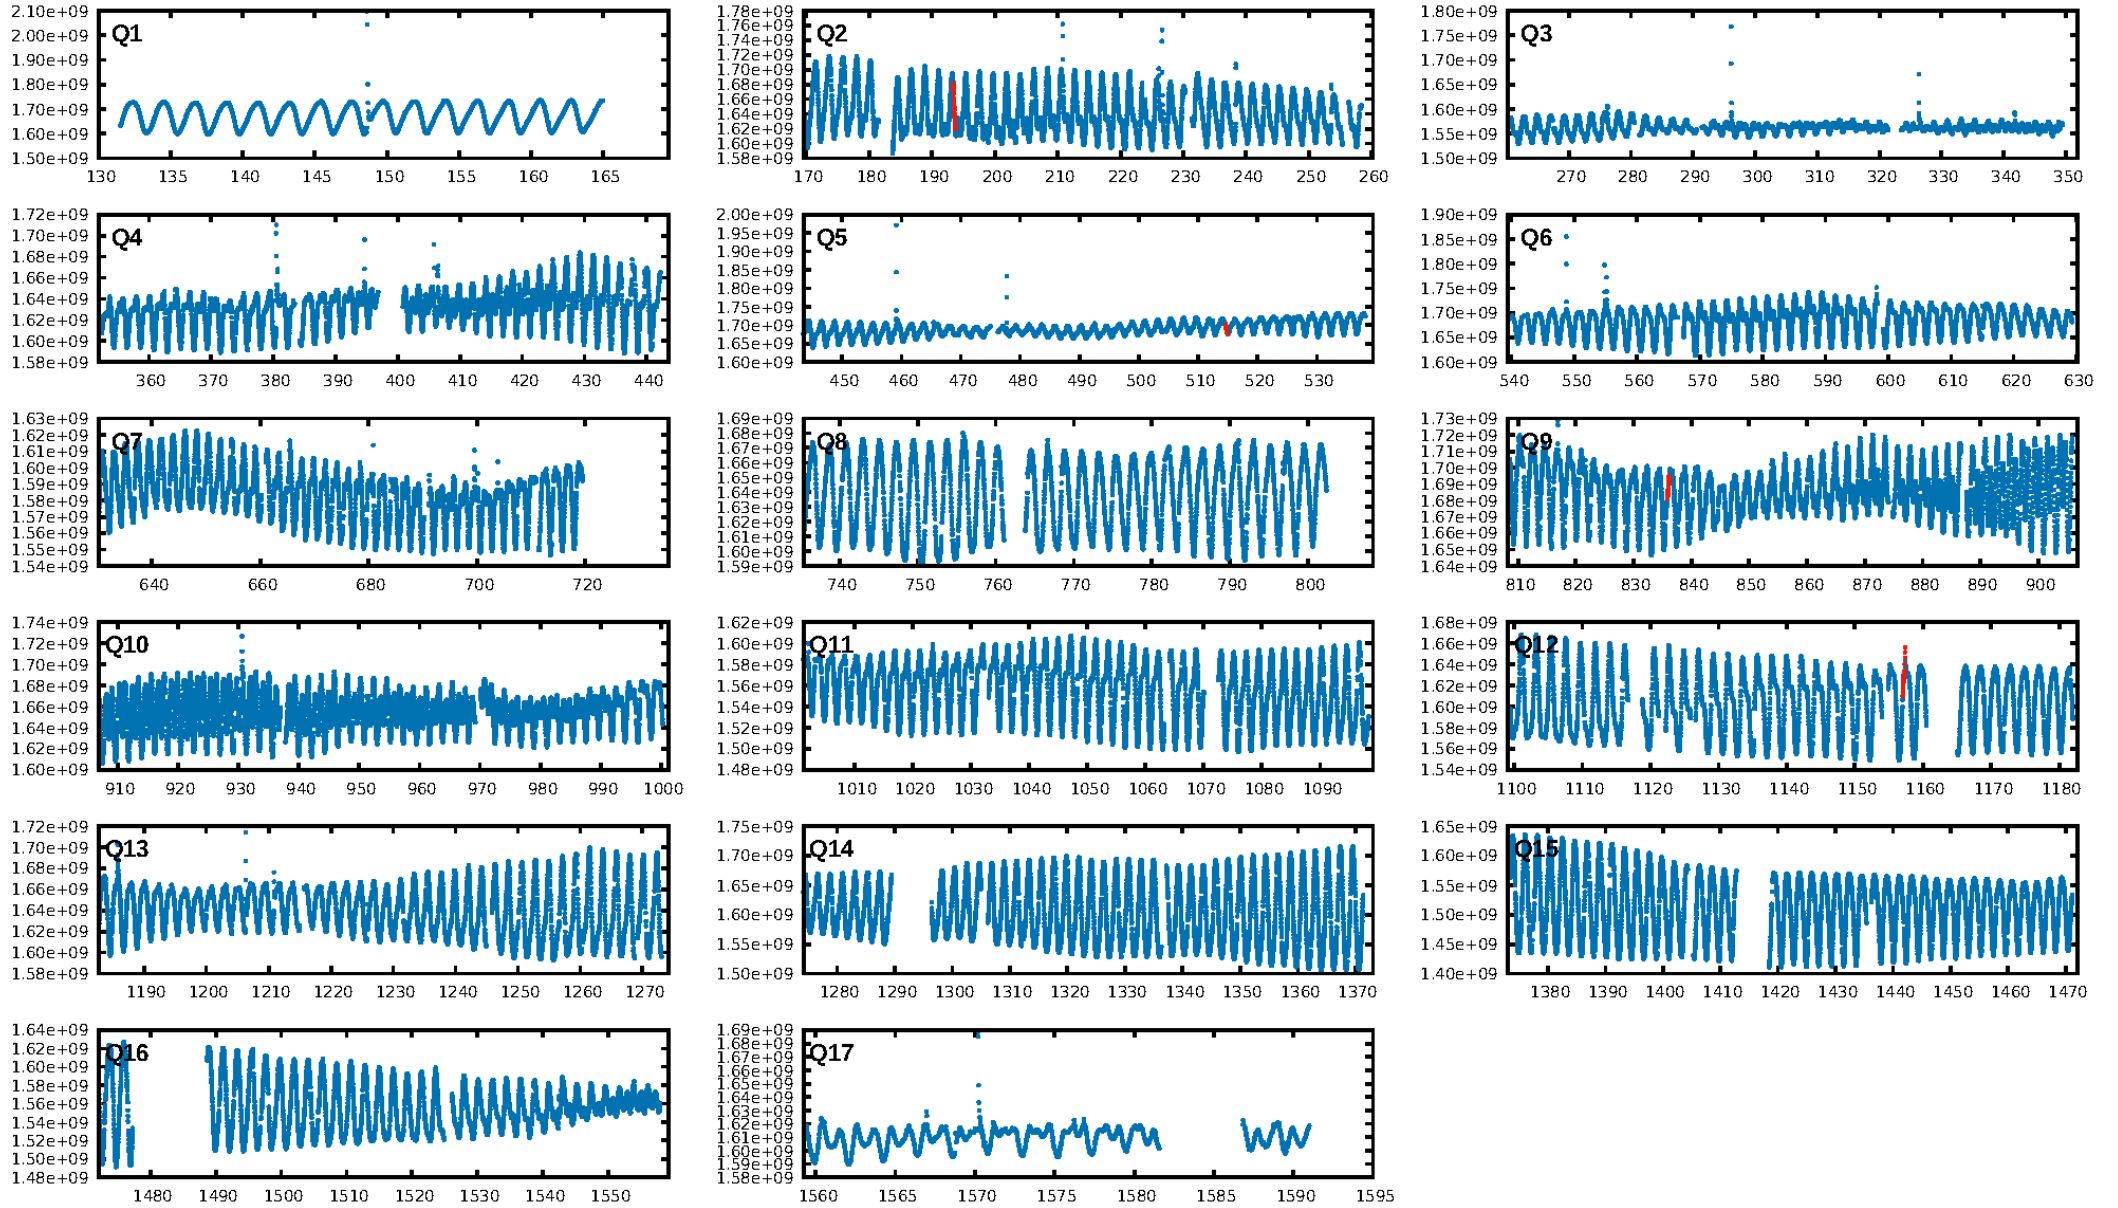 2.10e+09
2.00e+09
1.90e+09
1.80e+09
1.70e+09
1.60e+09
1.50e+09
Q1
130 135 140 145 150 155 160 165
1.78e+09
1.76e+09
1.74e+09
1.72e+09
1.70e+09
1.68e+09
1.66e+09
1.64e+09
1.62e+09
1.60e+09
1.58e+09
Q2
170 180 190 200 210 220 230 240 250 260
1.80e+09
1.75e+09
1.70e+09
1.65e+09
1.60e+09
1.55e+09
1.50e+09
Q3
270 280 290 300 310 320 330 340 350
1.72e+09
1.70e+09
1.68e+09
1.66e+09
1.64e+09
1.62e+09
1.60e+09
1.58e+09
Q4
360 370 380 390 400 410 420 430 440
2.00e+09
1.95e+09
1.90e+09
1.85e+09
1.80e+09
1.75e+09
1.70e+09
1.65e+09
1.60e+09
Q5
450 460 470 480 490 500 510 520 530
1.90e+09
1.85e+09
1.80e+09
1.75e+09
1.70e+09
1.65e+09
1.60e+09
Q6
540 550 560 570 580 590 600 610 620 630
1.63e+09
1.62e+09
1.61e+09
1.60e+09
1.59e+09
1.58e+09
1.57e+09
1.56e+09
1.55e+09
1.54e+09
Q7
640 660 680 700 720
1.69e+09
1.68e+09
1.67e+09
1.66e+09
1.65e+09
1.64e+09
1.63e+09
1.62e+09
1.61e+09
1.60e+09
1.59e+09
Q8
740 750 760 770 780 790 800
1.73e+09
1.72e+09
1.71e+09
1.70e+09
1.69e+09
1.68e+09
1.67e+09
1.66e+09
1.65e+09
1.64e+09
Q9
810 820 830 840 850 860 870 880 890 900
1.74e+09
1.72e+09
1.70e+09
1.68e+09
1.66e+09
1.64e+09
1.62e+09
1.60e+09
Q10
910 920 930 940 950 960 970 980 990 1000
1.62e+09
1.60e+09
1.58e+09
1.56e+09
1.54e+09
1.52e+09
1.50e+09
1.48e+09
Q11
1010 1020 1030 1040 1050 1060 1070 1080 1090
1.68e+09
1.66e+09
1.64e+09
1.62e+09
1.60e+09
1.58e+09
1.56e+09
1.54e+09
Q12
1100 1110 1120 1130 1140 1150 1160 1170 1180
1.72e+09
1.70e+09
1.68e+09
1.66e+09
1.64e+09
1.62e+09
1.60e+09
1.58e+09
Q13
1190 1200 1210 1220 1230 1240 1250 1260 1270
1.75e+09
1.70e+09
1.65e+09
1.60e+09
1.55e+09
1.50e+09
Q14
1280 1290 1300 1310 1320 1330 1340 1350 1360 1370
1.65e+09
1.60e+09
1.55e+09
1.50e+09
1.45e+09
1.40e+09
Q15
1380 1390 1400 1410 1420 1430 1440 1450 1460 1470
1.64e+09
1.62e+09
1.60e+09
1.58e+09
1.56e+09
1.54e+09
1.52e+09
1.50e+09
1.48e+09
Q16
1480 1490 1500 1510 1520 1530 1540 1550
1.69e+09
1.68e+09
1.67e+09
1.66e+09
1.65e+09
1.64e+09
1.63e+09
1.62e+09
1.61e+09
1.60e+09
1.59e+09
1.58e+09
Q17
1560 1565 1570 1575 1580 1585 1590 1595